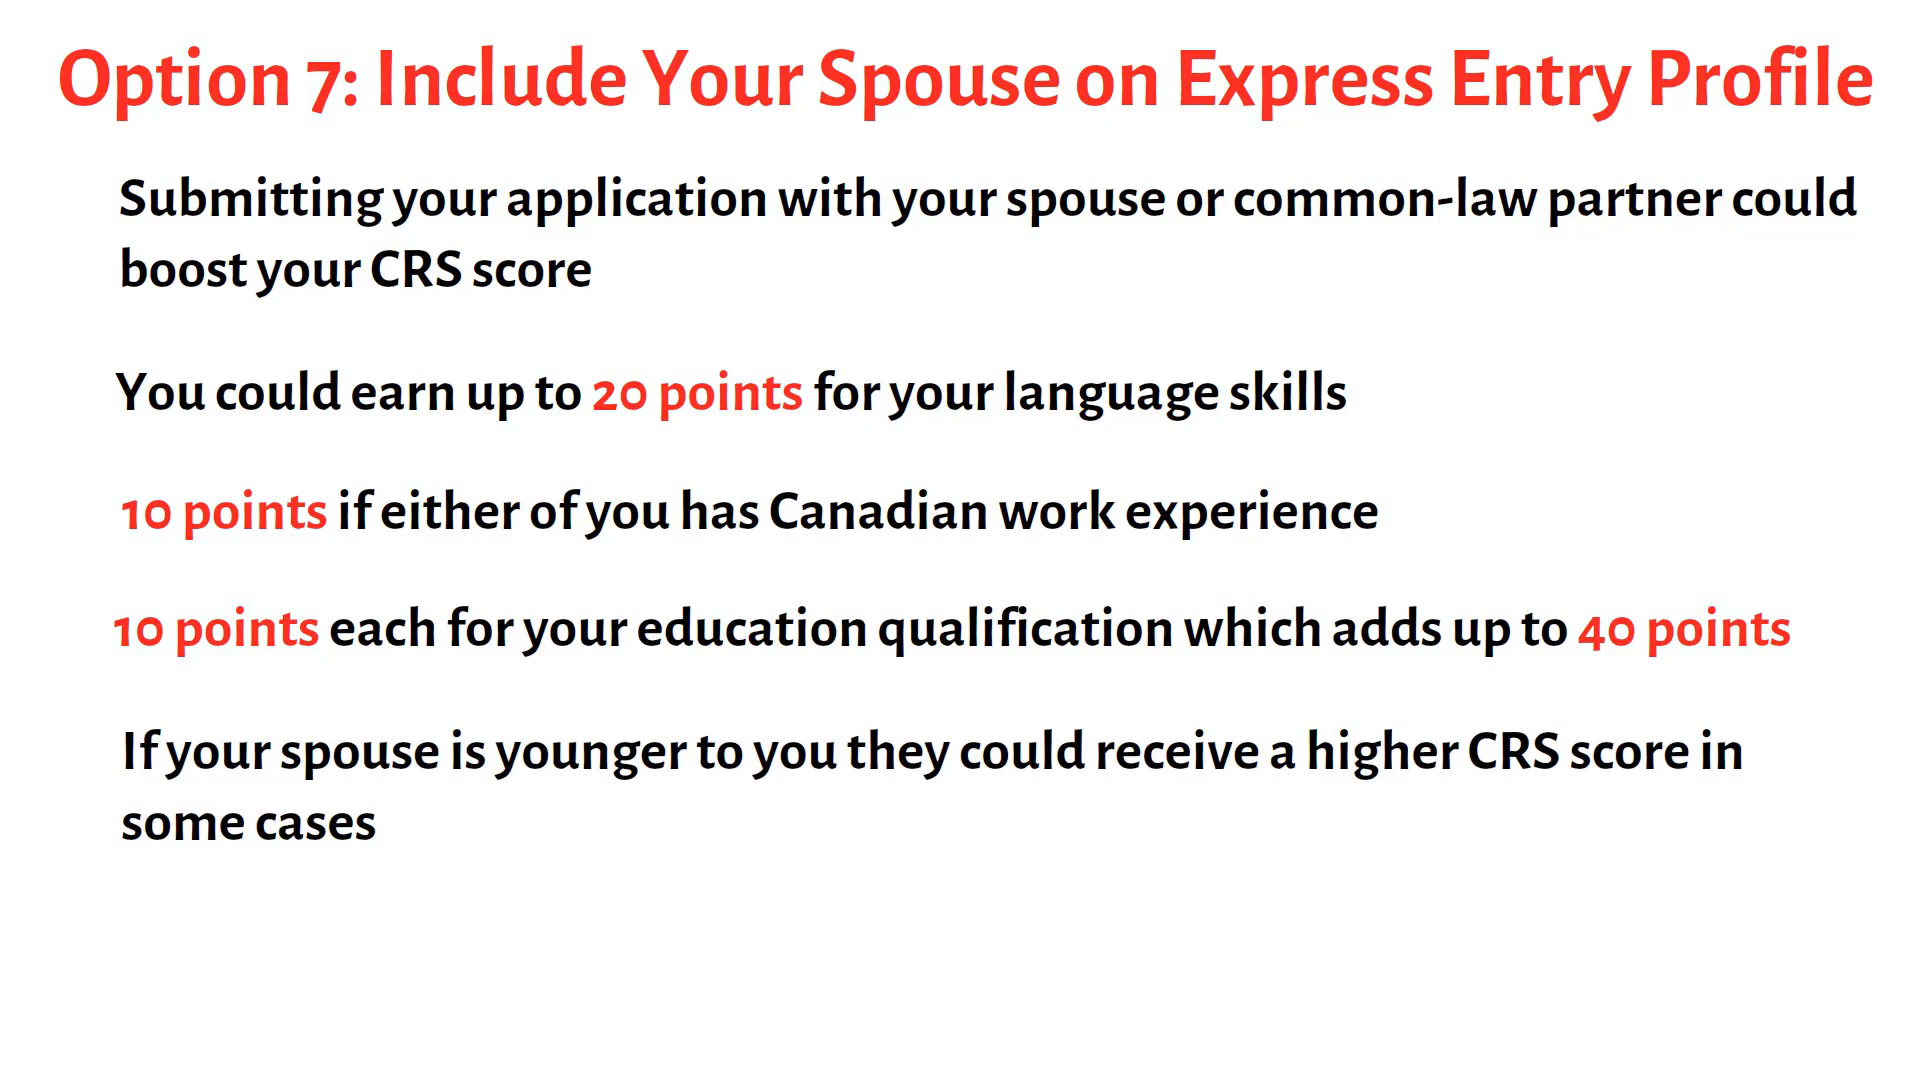 Option 7: Include Your Spouse on Express Entry Profile
Submitting your application with your spouse or common-law partner could
boost your CRS score
You could earn up to 20 points for your language skills
10 points if either of you has Canadian work experience
10 points each for your education qualification which adds up to 40 points
If your spouse is younger to you they could receive a higher CRS score in
some cases